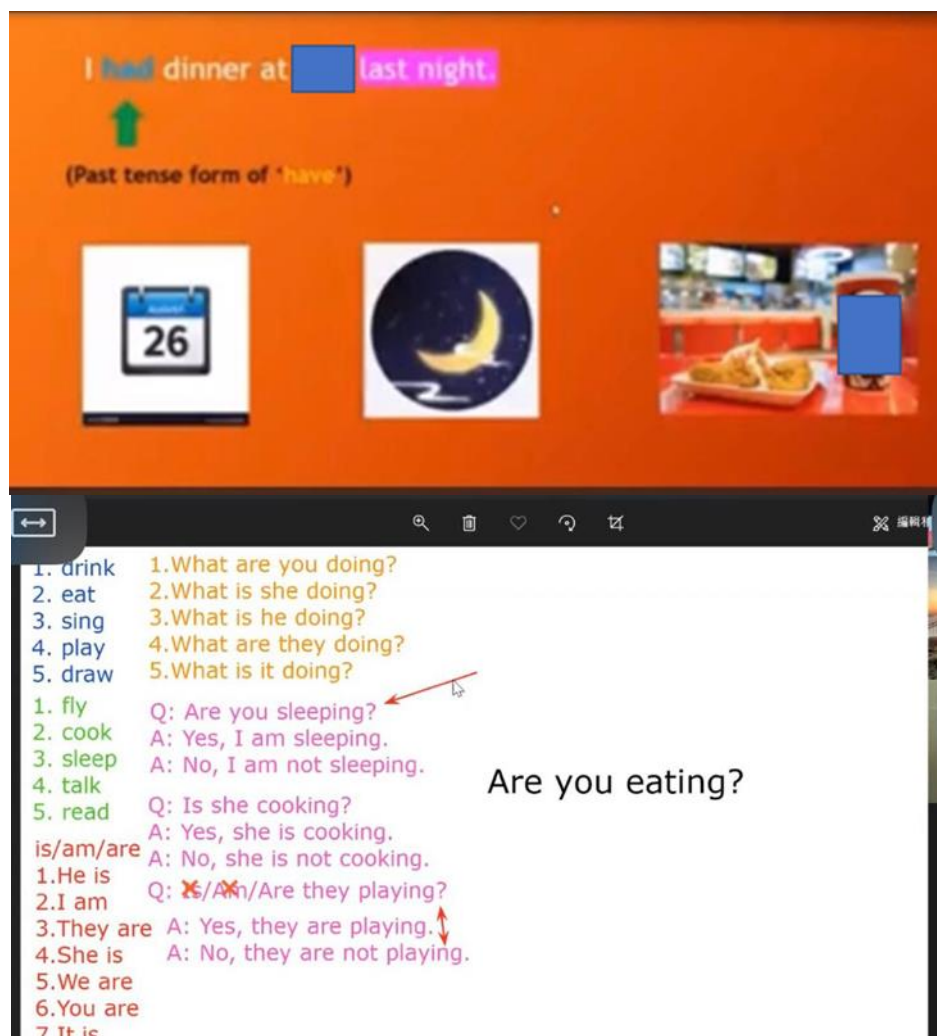 I had dinner at last night.
(Past tense form of 'have')
AUGUST
26
編輯
1. drink
2. eat
3. sing
4. play
5. draw
1.What are you doing?
2.What is she doing?
3.What is he doing?
4.What are they doing?
5.What is it doing?
1. fly
2. cook
3. sleep
4. talk
5. read
Q: Are you sleeping?
A: Yes, I am sleeping.
A: No, I am not sleeping.
Q: Is she cooking?
A: Yes, she is cooking.
A: No, she is not cooking.
Q: Is/Am/Are they playing?
A: Yes, they are playing.
A: No, they are not playing.
is/am/are
1.He is
2.I am
3.They are
4.She is
5.We are
6.You are
7.It is
Are you eating?